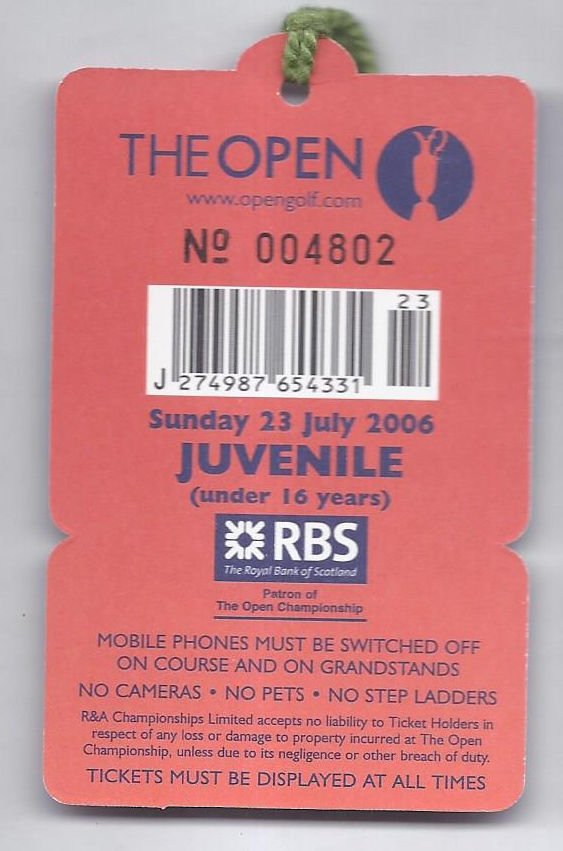 THE OPEN
www.opengolf.com
Nº 004802
23
J 274987 654331
Sunday 23 July 2006
JUVENILE
(under 16 years)
RBS
The Royal Bank of Scotland
Patron of
The Open Championship
MOBILE PHONES MUST BE SWITCHED OFF
ON COURSE AND ON GRANDSTANDS
NO CAMERAS • NO PETS • NO STEP LADDERS
R&A Championships Limited accepts no liability to Ticket Holders in
respect of any loss or damage to property incurred at The Open
Championship, unless due to its negligence or other breach of duty.
TICKETS MUST BE DISPLAYED AT ALL TIMES